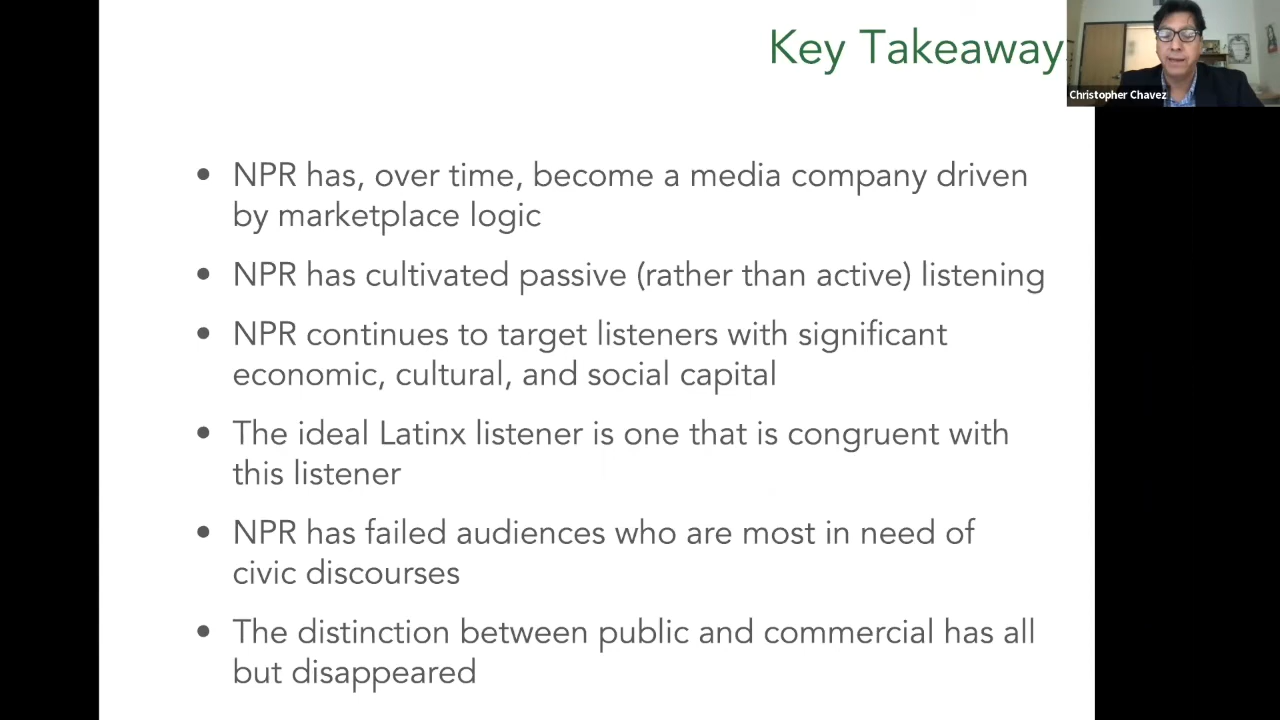 Key Takeaway
Christopher Chavez
• NPR has, over time, become a media company driven
by marketplace logic
• NPR has cultivated passive (rather than active) listening
• NPR continues to target listeners with significant
economic, cultural, and social capital
• The ideal Latinx listener is one that is congruent with
this listener
• NPR has failed audiences who are most in need of
civic discourses
• The distinction between public and commercial has all
but disappeared